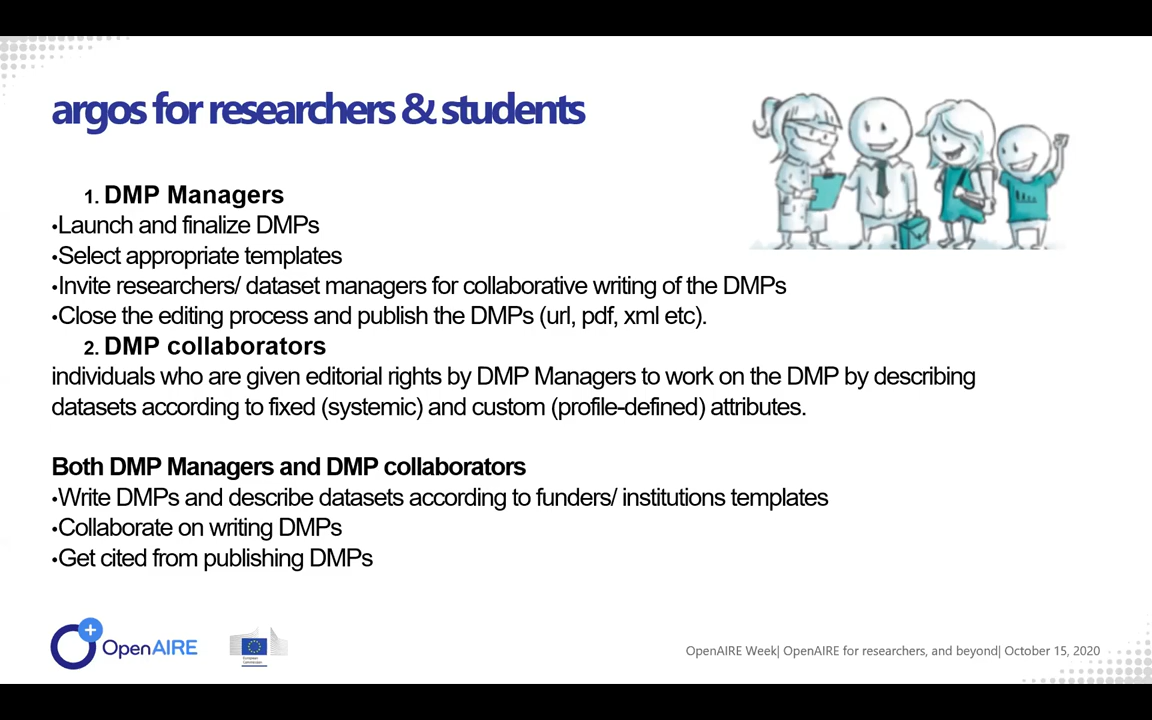 argos for researchers & students
1. DMP Managers
•Launch and finalize DMPs
•Select appropriate templates
•Invite researchers/ dataset managers for collaborative writing of the DMPs
•Close the editing process and publish the DMPs (url, pdf, xml etc).
2. DMP collaborators
individuals who are given editorial rights by DMP Managers to work on the DMP by describing
datasets according to fixed (systemic) and custom (profile-defined) attributes.
Both DMP Managers and DMP collaborators
•Write DMPs and describe datasets according to funders/ institutions templates
•Collaborate on writing DMPs
•Get cited from publishing DMPs
OpenAIRE
European
Commission
OpenAIRE Week| OpenAIRE for researchers, and beyond| October 15, 2020